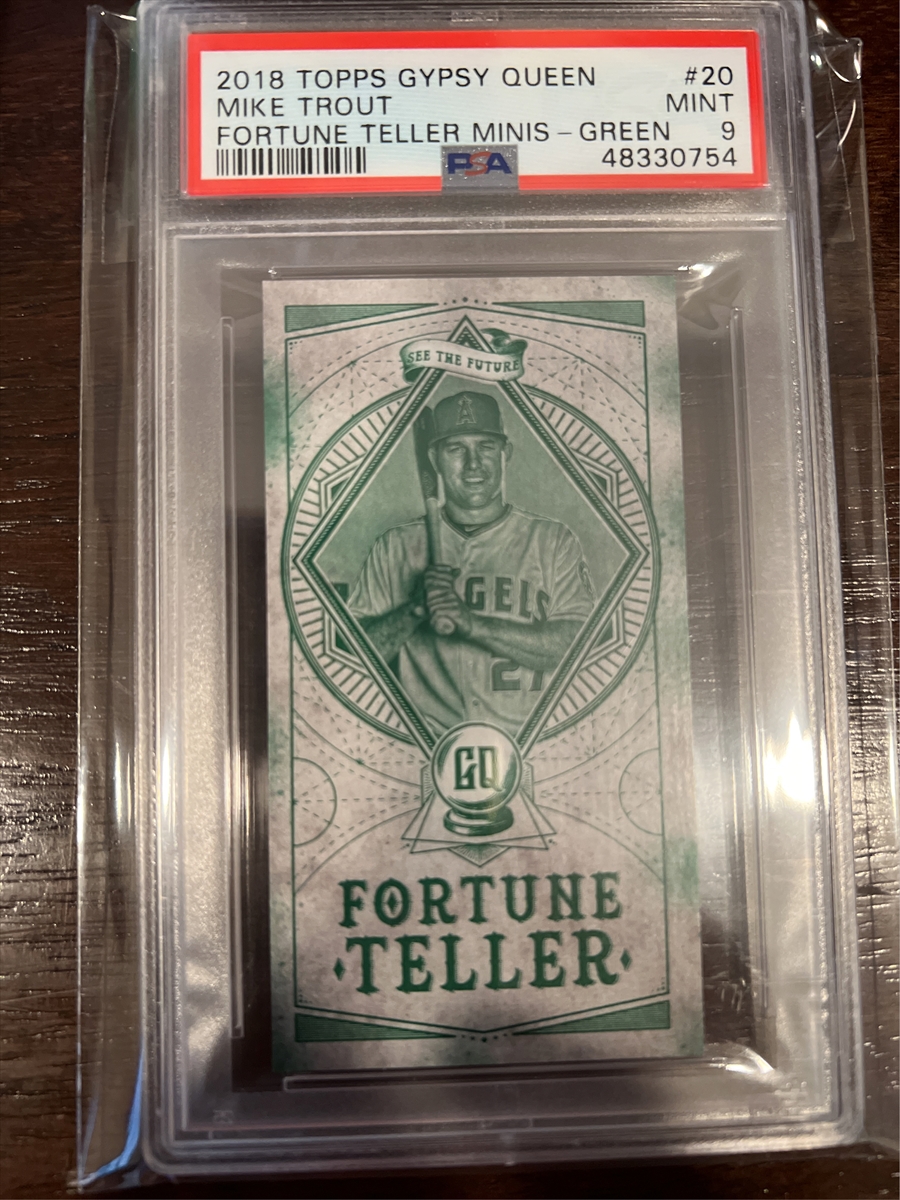 2018 TOPPS GYPSY QUEEN #20
MIKE TROUT MINT
FORTUNE TELLER MINIS – GREEN 9
PSA 48330754
SEE THE FUTURE
A
GELS
27
GQ
FORTUNE
TELLER